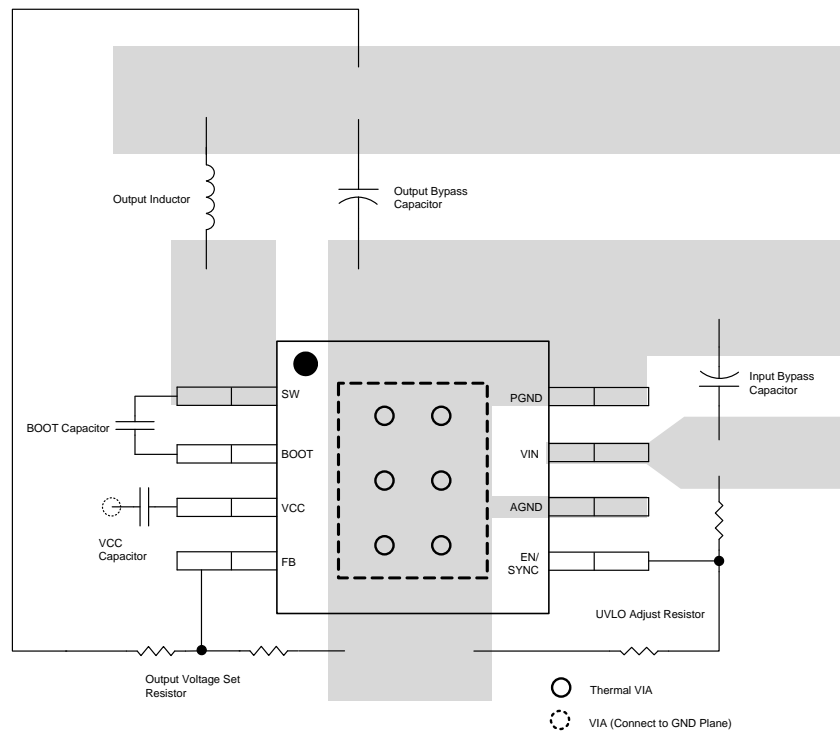 Output Inductor
Output Bypass
Capacitor
Input Bypass
Capacitor
BOOT Capacitor
SW
PGND
BOOT
VIN
VCC
AGND
VCC
Capacitor
FB
EN/
SYNC
UVLO Adjust Resistor
Output Voltage Set
Resistor
Thermal VIA
VIA (Connect to GND Plane)